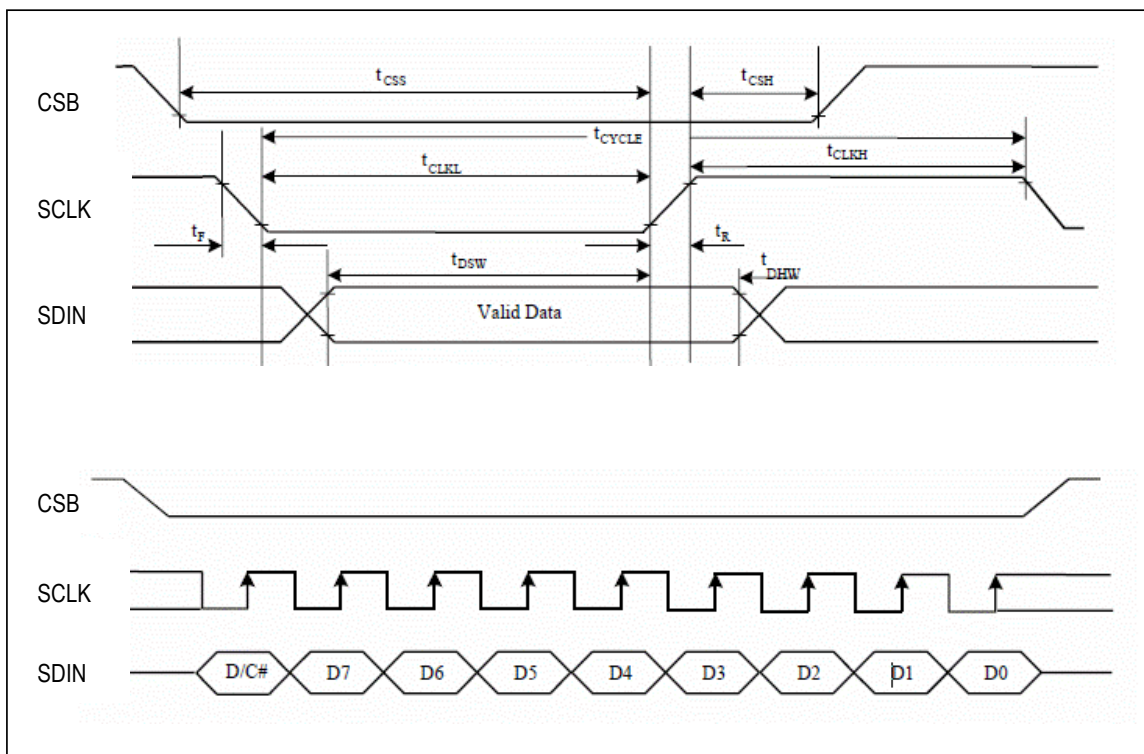 CSB
tCSS
tCSH
tCYCLE
tCLKL
tCLKH
SCLK
tF
tR
tDSW
tDHW
SDIN
Valid Data
CSB
SCLK
SDIN
D/C# D7 D6 D5 D4 D3 D2 D1 D0